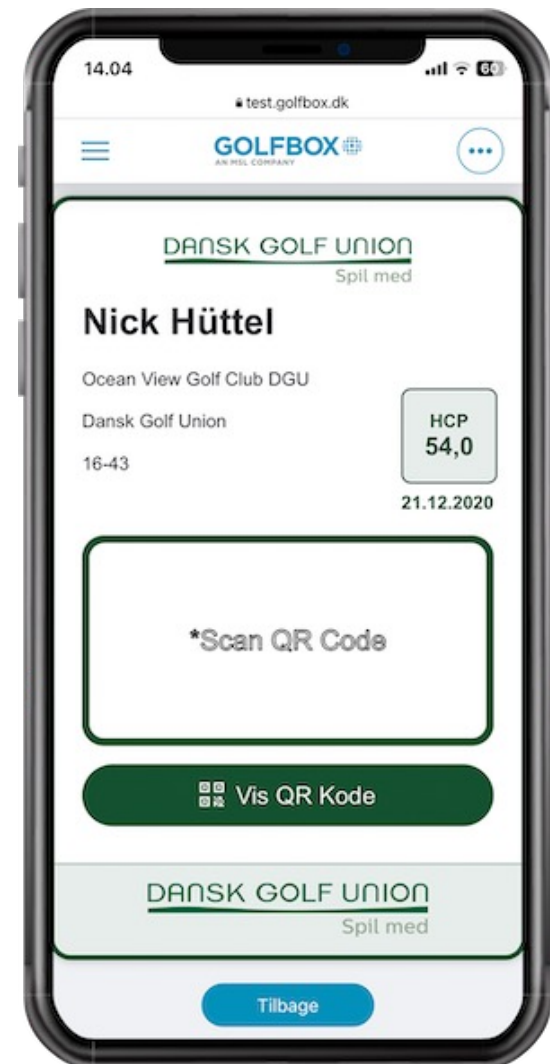 14.04
60
test.golfbox.dk
GOLFBOX
AN MSL COMPANY
DANSK GOLF UNION
Spil med
Nick Hüttel
Ocean View Golf Club DGU
Dansk Golf Union
16-43
HCP
54,0
21.12.2020
*Scan QR Code
Vis QR Kode
DANSK GOLF UNION
Spil med
Tilbage